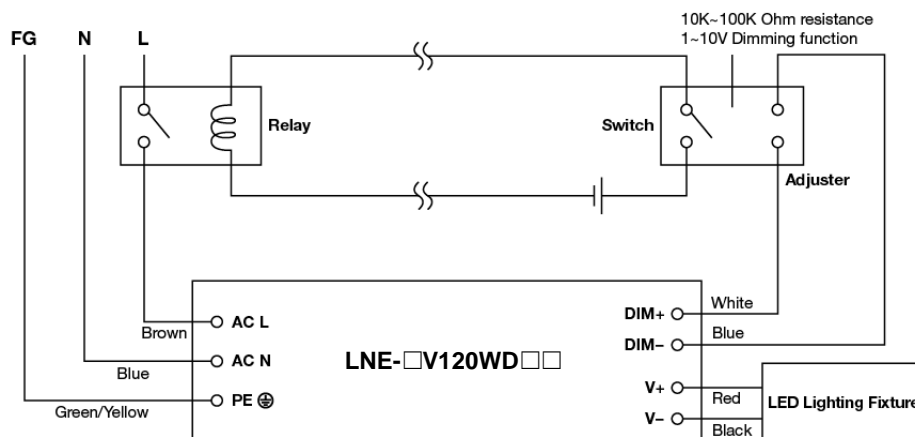 10K~100K Ohm resistance
1~10V Dimming function
FG N L
Relay
Switch
Adjuster
White
DIM+
Brown
AC L
Blue
DIM−
LNE-□V120WD□□
AC N
Blue
V+
Red
LED Lighting Fixture
PE
Green/Yellow
V−
Black